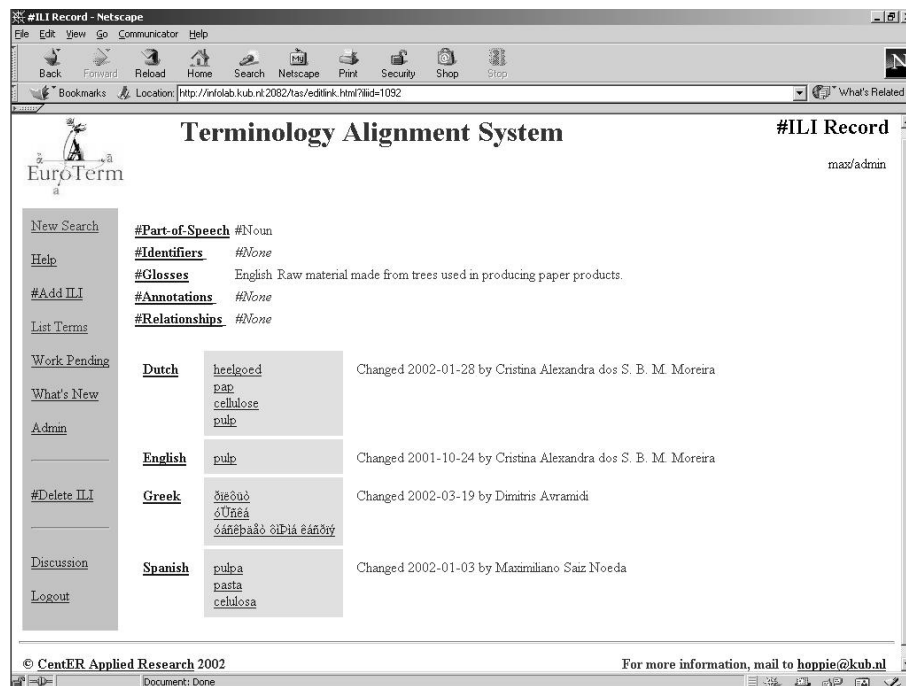 #ILI Record - Netscape
File Edit View Go Communicator Help
Back Forward Reload Home Search Netscape Print Security Shop Stop
Bookmarks Location: http://infolab.kub.nl:2082/tas/editlink.html?iliid=1092 What's Related
Terminology Alignment System
#ILI Record
max/admin
EuroTerm
New Search
Help
#Add ILI
List Terms
Work Pending
What's New
Admin
#Delete ILI
Discussion
Logout
#Part-of-Speech #Noun
#Identifiers #None
#Glosses English Raw material made from trees used in producing paper products.
#Annotations #None
#Relationships #None
Dutch heelgoed Changed 2002-01-28 by Cristina Alexandra dos S. B. M. Moreira
pap
cellulose
pulp
English pulp Changed 2001-10-24 by Cristina Alexandra dos S. B. M. Moreira
Greek Changed 2002-03-19 by Dimitris Avramidi
Spanish pulpa Changed 2002-01-03 by Maximiliano Saiz Noeda
pasta
celulosa
© CentER Applied Research 2002 For more information, mail to hoppie@kub.nl
Document: Done